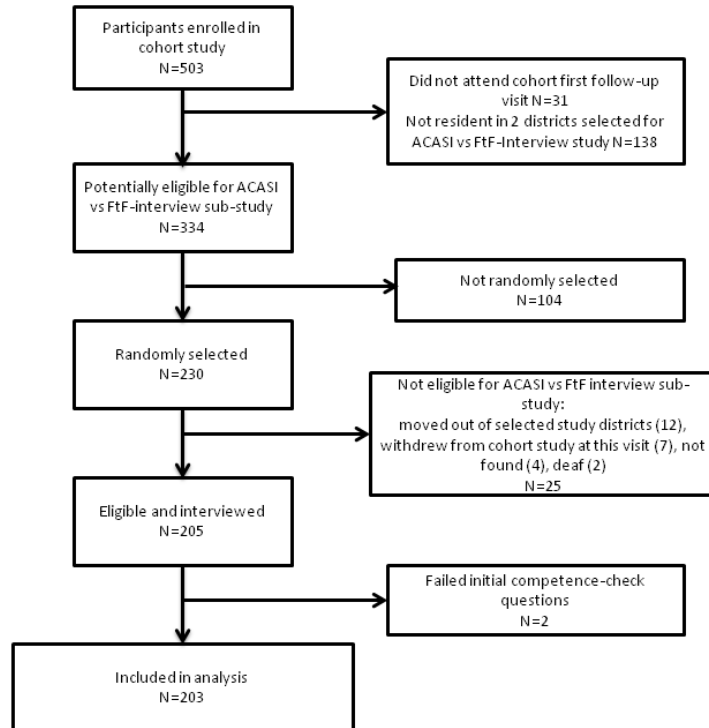 Participants enrolled in
cohort study
N=503
Did not attend cohort first follow-up
visit N=31
Not resident in 2 districts selected for
ACASI vs FtF-Interview study N=138
Potentially eligible for ACASI
vs FtF-interview sub-study
N=334
Not randomly selected
N=104
Randomly selected
N=230
Not eligible for ACASI vs FtF interview sub-
study:
moved out of selected study districts (12),
withdrew from cohort study at this visit (7), not
found (4), deaf (2)
N=25
Eligible and interviewed
N=205
Failed initial competence-check
questions
N=2
Included in analysis
N=203